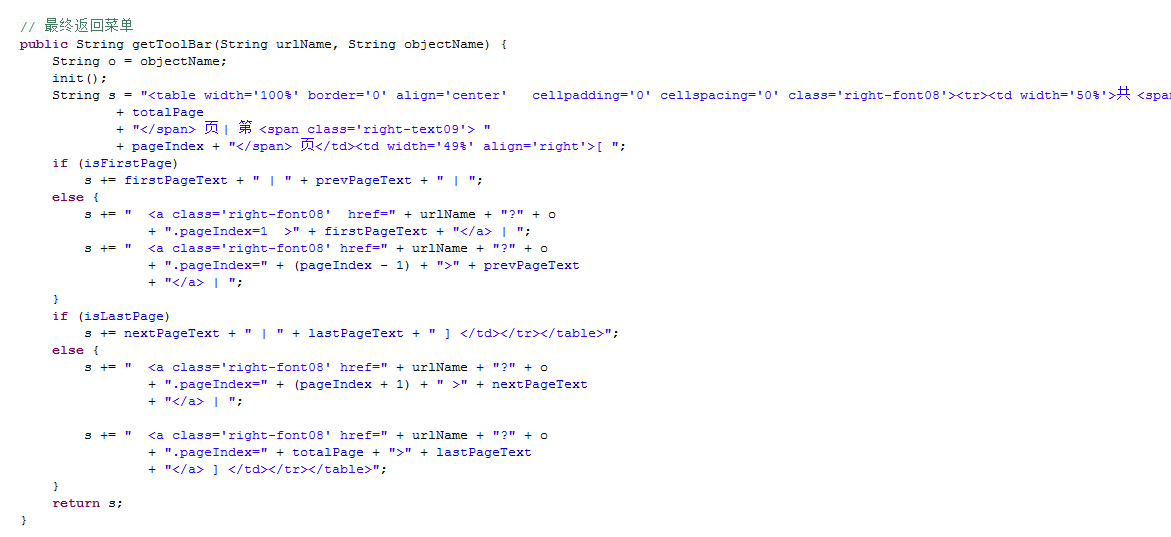 // 最终返回菜单
public String getToolBar(String urlName, String objectName) {
    String o = objectName;
    init();
    String s = "<table width='100%' border='0' align='center'   cellpadding='0' cellspacing='0' class='right-font08'><tr><td width='50%'>共 <span
            + totalPage
            + "</span> 页 | 第 <span class='right-text09'> "
            + pageIndex + "</span> 页</td><td width='49%' align='right'>[ ";
    if (isFirstPage)
        s += firstPageText + " | " + prevPageText + " | ";
    else {
        s += "  <a class='right-font08'  href=" + urlName + "?" + o
                + ".pageIndex=1  >" + firstPageText + "</a> | ";
        s += "  <a class='right-font08' href=" + urlName + "?" + o
                + ".pageIndex=" + (pageIndex - 1) + ">" + prevPageText
                + "</a> | ";
    }
    if (isLastPage)
        s += nextPageText + " | " + lastPageText + " ] </td></tr></table>";
    else {
        s += "  <a class='right-font08' href=" + urlName + "?" + o
                + ".pageIndex=" + (pageIndex + 1) + " >" + nextPageText
                + "</a> | ";

        s += "  <a class='right-font08' href=" + urlName + "?" + o
                + ".pageIndex=" + totalPage + ">" + lastPageText
                + "</a> ] </td></tr></table>";
    }
    return s;
}